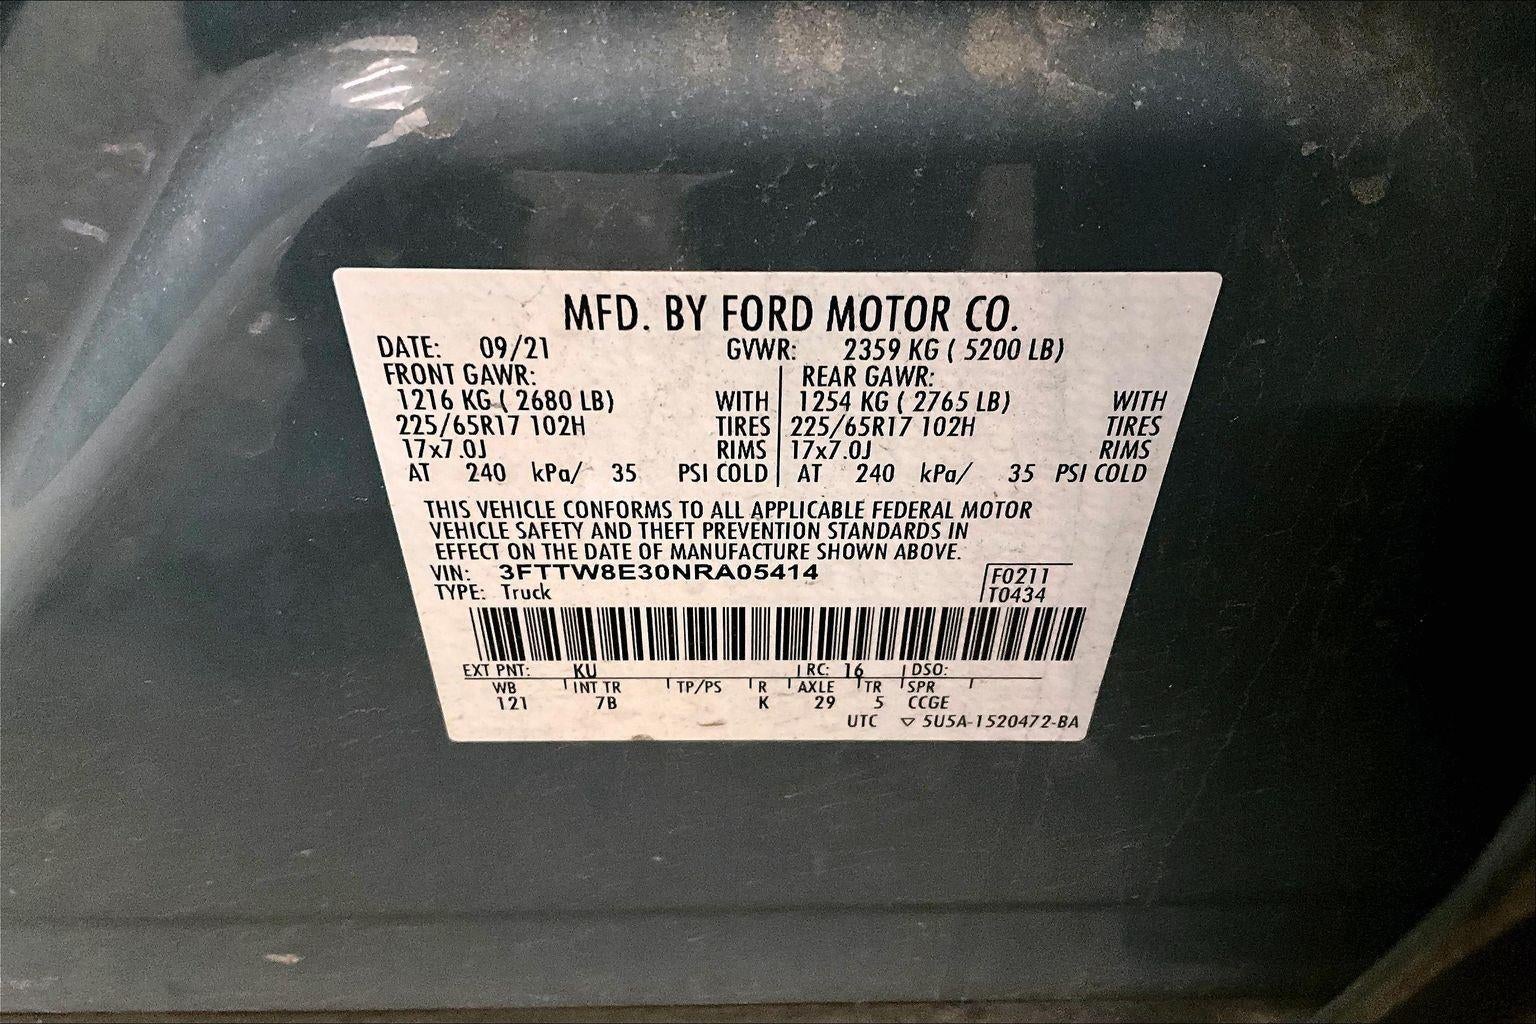 MFD. BY FORD MOTOR CO.
DATE: 09/21 GVWR: 2359 KG ( 5200 LB)
FRONT GAWR: REAR GAWR:
1216 KG ( 2680 LB) WITH 1254 KG ( 2765 LB) WITH
225/65R17 102H TIRES 225/65R17 102H TIRES
17x7.0J RIMS 17x7.0J RIMS
AT 240 kPa/ 35 PSI COLD AT 240 kPa/ 35 PSI COLD
THIS VEHICLE CONFORMS TO ALL APPLICABLE FEDERAL MOTOR
VEHICLE SAFETY AND THEFT PREVENTION STANDARDS IN
EFFECT ON THE DATE OF MANUFACTURE SHOWN ABOVE.
VIN: 3FTTW8E30NRA05414 F0211
TYPE: Truck T0434
EXT PNT: KU RC: 16 DSO:
WB INT TR TP/PS R AXLE TR SPR
121 7B K 29 5 CCGE
UTC ▽ 5U5A-1520472-BA